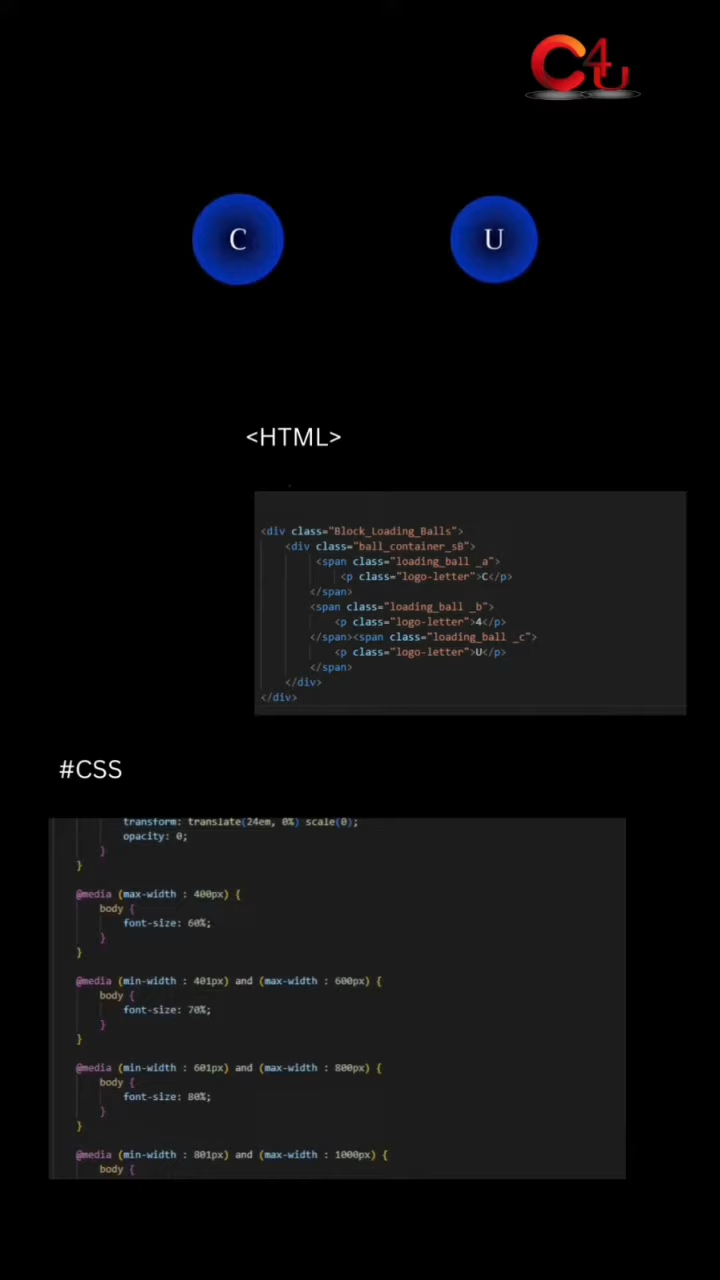 C4U
C U
<HTML>
<div class="Block_Loading_Balls">
<div class="ball_container_sB">
<span class="loading_ball _a">
<p class="logo-letter">C</p>
</span>
<span class="loading_ball _b">
<p class="logo-letter">4</p>
</span><span class="loading_ball _c">
<p class="logo-letter">U</p>
</span>
</div>
</div>
#CSS
transform: translate(24em, 0%) scale(0);
opacity: 0;
}
}
@media (max-width : 400px) {
body {
font-size: 60%;
}
}
@media (min-width : 401px) and (max-width : 600px) {
body {
font-size: 70%;
}
}
@media (min-width : 601px) and (max-width : 800px) {
body {
font-size: 80%;
}
}
@media (min-width : 801px) and (max-width : 1000px) {
body {